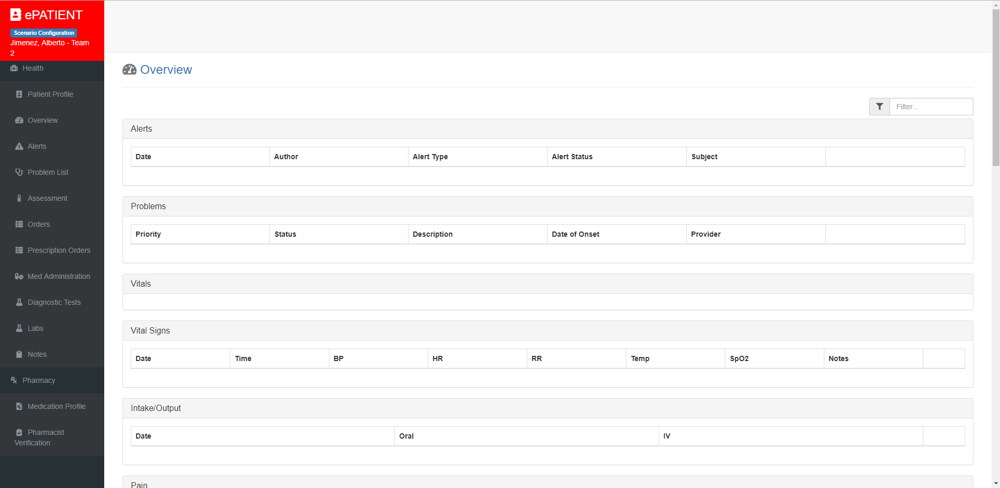 ePATIENT
Scenario Configuration
Jimenez, Alberto - Team
2
Health
Patient Profile
Overview
Alerts
Problem List
Assessment
Orders
Prescription Orders
Med Administration
Diagnostic Tests
Labs
Notes
Pharmacy
Medication Profile
Pharmacist
Verification
Overview
Filter...
Alerts
Date Author Alert Type Alert Status Subject
Problems
Priority Status Description Date of Onset Provider
Vitals
Vital Signs
Date Time BP HR RR Temp SpO2 Notes
Intake/Output
Date Oral IV
Pain